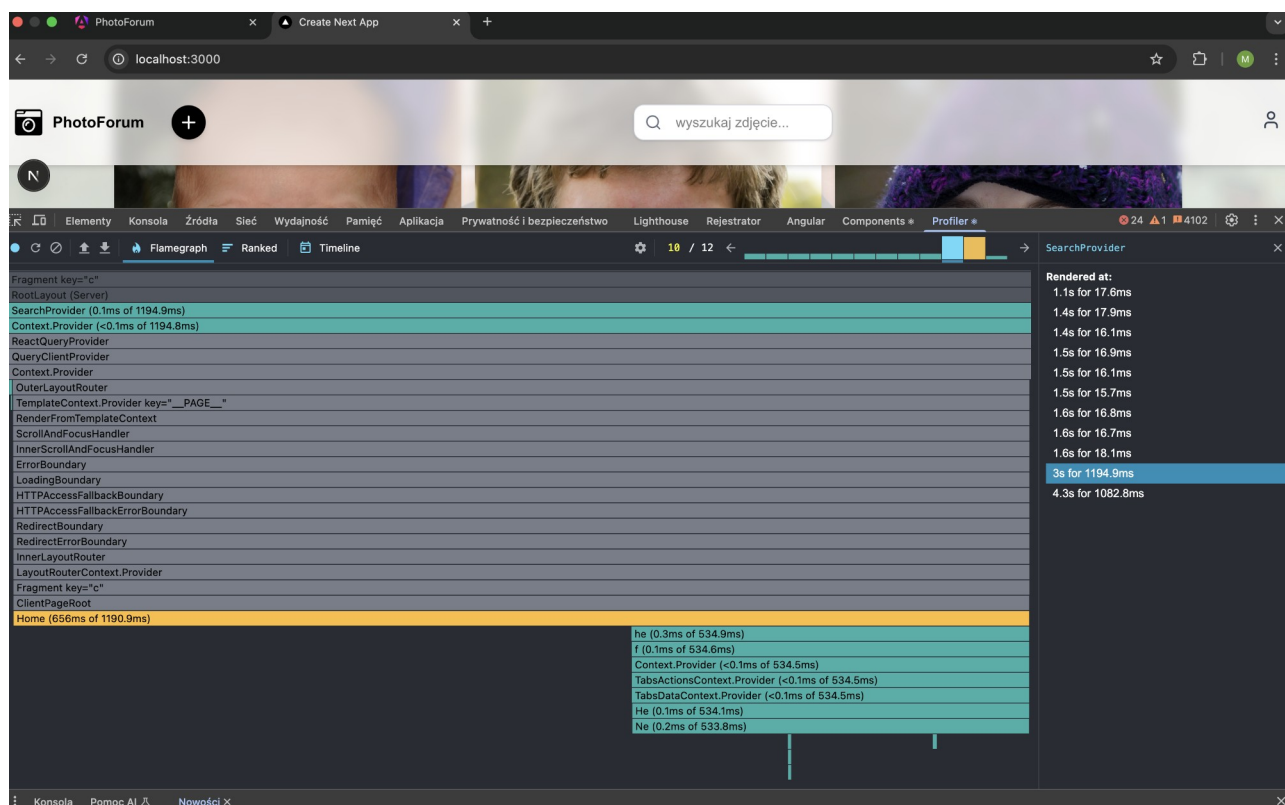 PhotoForum
Create Next App
localhost:3000
M
PhotoForum
wyszukaj zdjęcie...
N
Elementy Konsola Źródła Sieć Wydajność Pamięć Aplikacja Prywatność i bezpieczeństwo Lighthouse Rejestrator Angular Components Profiler 24 1 4102
Flamegraph Ranked Timeline 10 / 12 SearchProvider
Fragment key="c"
RootLayout (Server)
SearchProvider (0.1ms of 1194.9ms)
Context.Provider (<0.1ms of 1194.8ms)
ReactQueryProvider
QueryClientProvider
Context.Provider
OuterLayoutRouter
TemplateContext.Provider key="__PAGE__"
RenderFromTemplateContext
ScrollAndFocusHandler
InnerScrollAndFocusHandler
ErrorBoundary
LoadingBoundary
HTTPAccessFallbackBoundary
HTTPAccessFallbackErrorBoundary
RedirectBoundary
RedirectErrorBoundary
InnerLayoutRouter
LayoutRouterContext.Provider
Fragment key="c"
ClientPageRoot
Home (656ms of 1190.9ms)
he (0.3ms of 534.9ms)
f (0.1ms of 534.6ms)
Context.Provider (<0.1ms of 534.5ms)
TabsActionsContext.Provider (<0.1ms of 534.5ms)
TabsDataContext.Provider (<0.1ms of 534.5ms)
He (0.1ms of 534.1ms)
Ne (0.2ms of 533.8ms)
Rendered at:
1.1s for 17.6ms
1.4s for 17.9ms
1.4s for 16.1ms
1.5s for 16.9ms
1.5s for 16.1ms
1.5s for 15.7ms
1.6s for 16.8ms
1.6s for 16.7ms
1.6s for 18.1ms
3s for 1194.9ms
4.3s for 1082.8ms
Konsola Pomoc AI Nowości